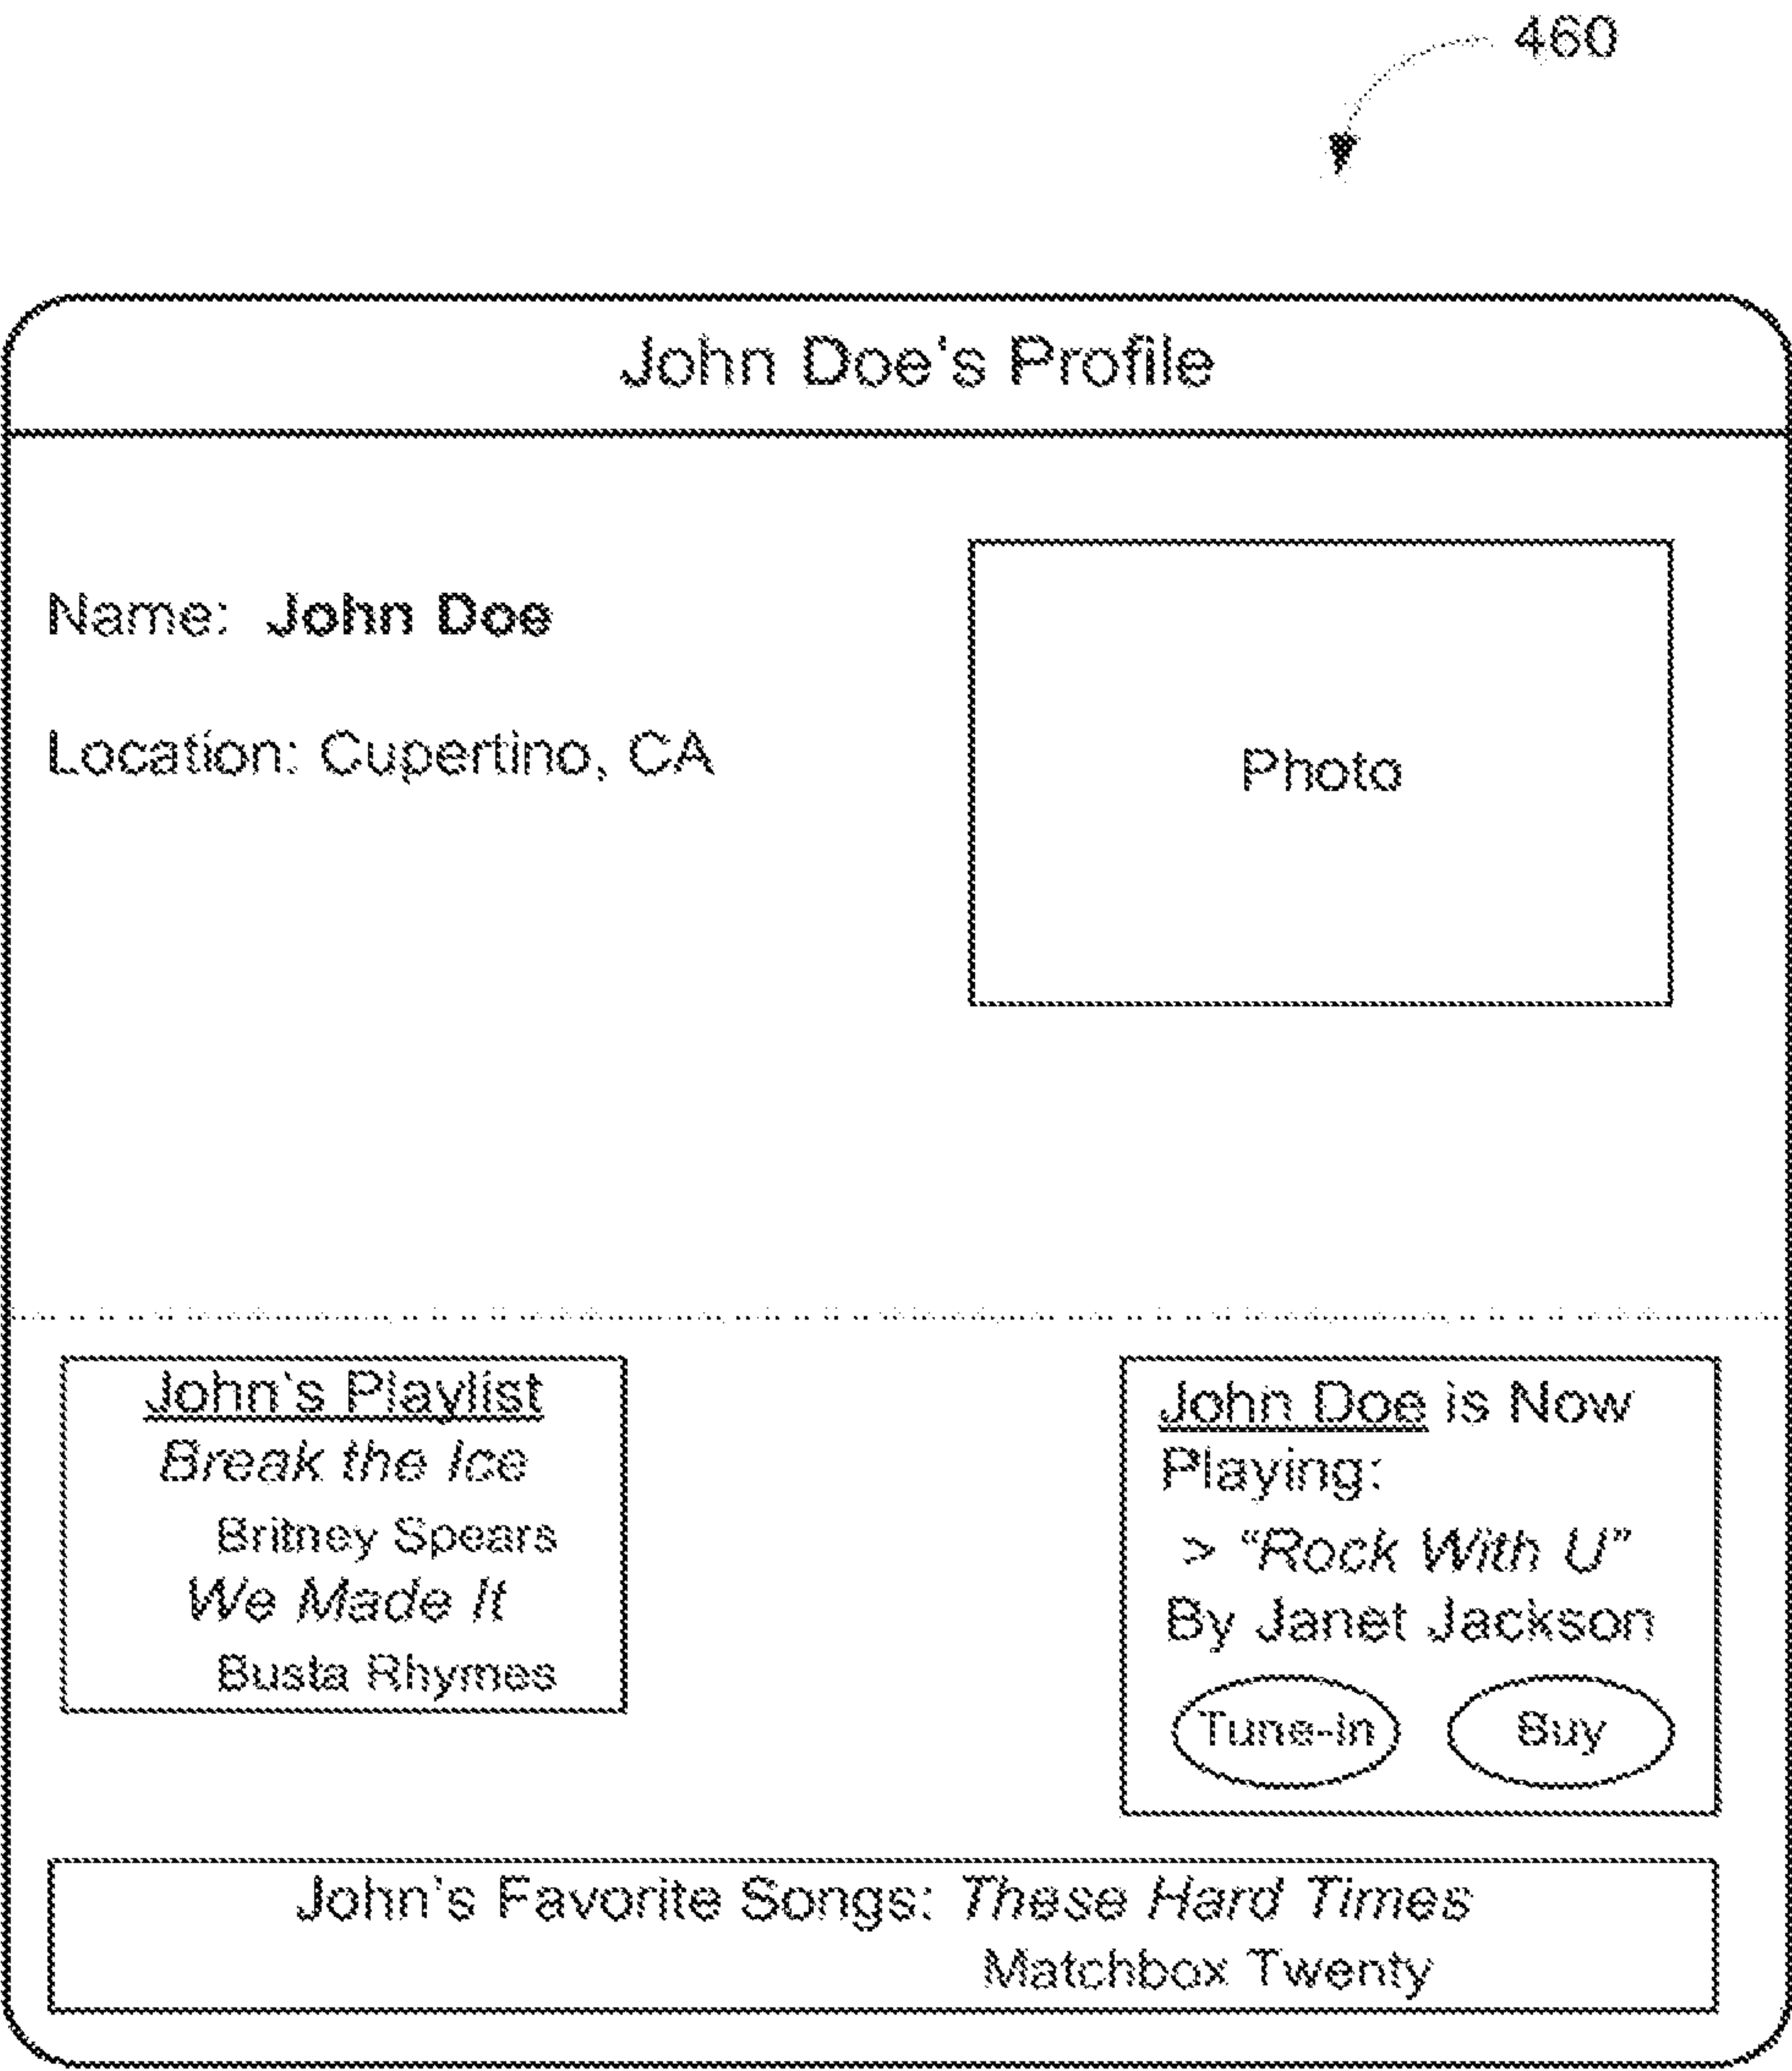 460
John Doe's Profile
Name: John Doe
Location: Cupertino, CA
Photo
John's Playlist
Break the Ice
Britney Spears
We Made It
Busta Rhymes
John Doe is Now
Playing:
> “Rock With U”
By Janet Jackson
Tune-in
Buy
John's Favorite Songs: These Hard Times
Matchbox Twenty